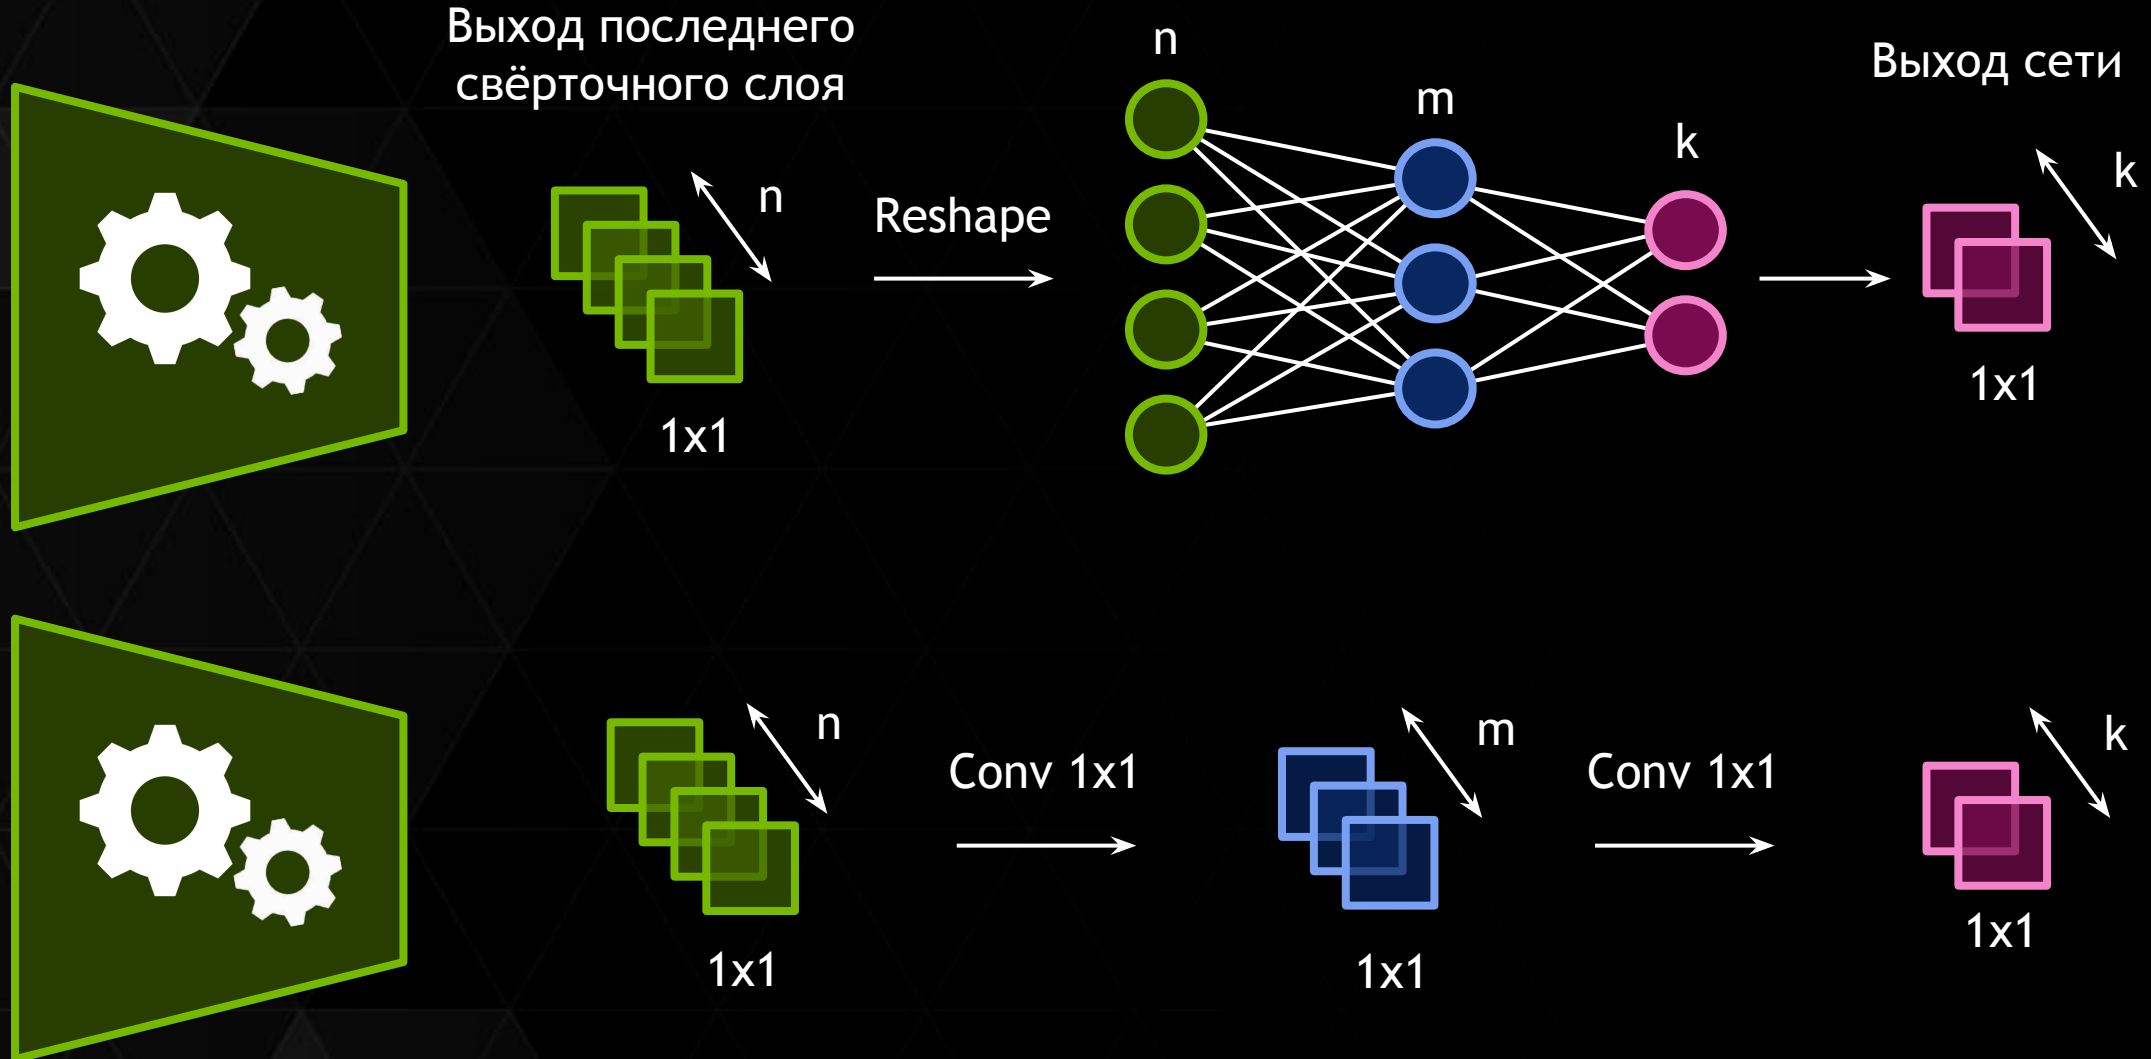 Выход последнего
свёрточного слоя
n
1x1
Reshape
n
m
k
Выход сети
k
1x1
n
1x1
Conv 1x1
m
1x1
Conv 1x1
k
1x1